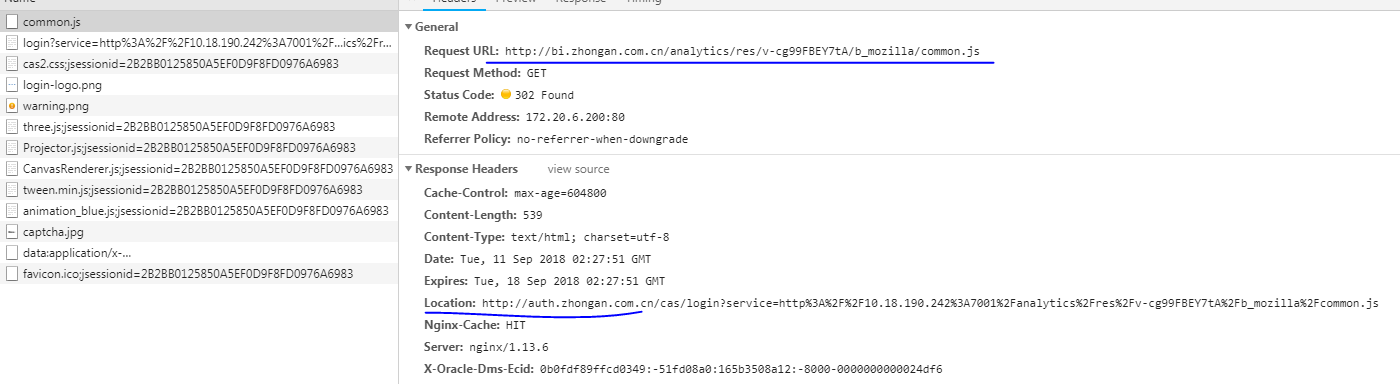 Name
Headers Preview Response Timing
common.js
login?service=http%3A%2F%2F10.18.190.242%3A7001%2F...ics%2Fr...
cas2.css;jsessionid=2B2BB0125850A5EF0D9F8FD0976A6983
login-logo.png
warning.png
three.js;jsessionid=2B2BB0125850A5EF0D9F8FD0976A6983
Projector.js;jsessionid=2B2BB0125850A5EF0D9F8FD0976A6983
CanvasRenderer.js;jsessionid=2B2BB0125850A5EF0D9F8FD0976A6983
tween.min.js;jsessionid=2B2BB0125850A5EF0D9F8FD0976A6983
animation_blue.js;jsessionid=2B2BB0125850A5EF0D9F8FD0976A6983
captcha.jpg
data:application/x-...
favicon.ico;jsessionid=2B2BB0125850A5EF0D9F8FD0976A6983
General
Request URL: http://bi.zhongan.com.cn/analytics/res/v-cg99FBEY7tA/b_mozilla/common.js
Request Method: GET
Status Code: 302 Found
Remote Address: 172.20.6.200:80
Referrer Policy: no-referrer-when-downgrade
Response Headers view source
Cache-Control: max-age=604800
Content-Length: 539
Content-Type: text/html; charset=utf-8
Date: Tue, 11 Sep 2018 02:27:51 GMT
Expires: Tue, 18 Sep 2018 02:27:51 GMT
Location: http://auth.zhongan.com.cn/cas/login?service=http%3A%2F%2F10.18.190.242%3A7001%2Fanalytics%2Fres%2Fv-cg99FBEY7tA%2Fb_mozilla%2Fcommon.js
Nginx-Cache: HIT
Server: nginx/1.13.6
X-Oracle-Dms-Ecid: 0b0fdf89ffcd0349:-51fd08a0:165b3508a12:-8000-0000000000024df6